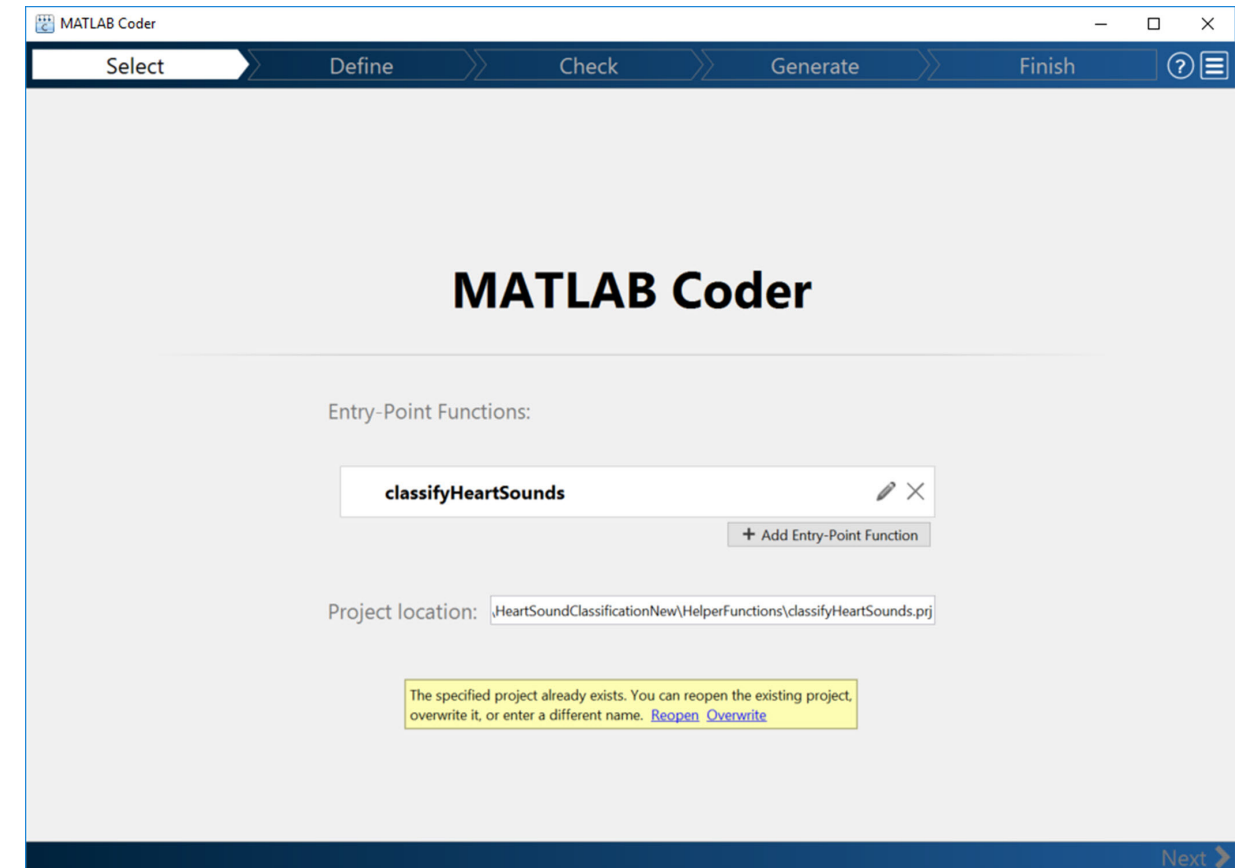 MATLAB Coder
Select
Define
Check
Generate
Finish
MATLAB Coder
Entry-Point Functions:
classifyHeartSounds
+ Add Entry-Point Function
Project location:
\HeartSoundClassificationNew\HelperFunctions\classifyHeartSounds.prj
The specified project already exists. You can reopen the existing project,
overwrite it, or enter a different name. Reopen Overwrite
Next